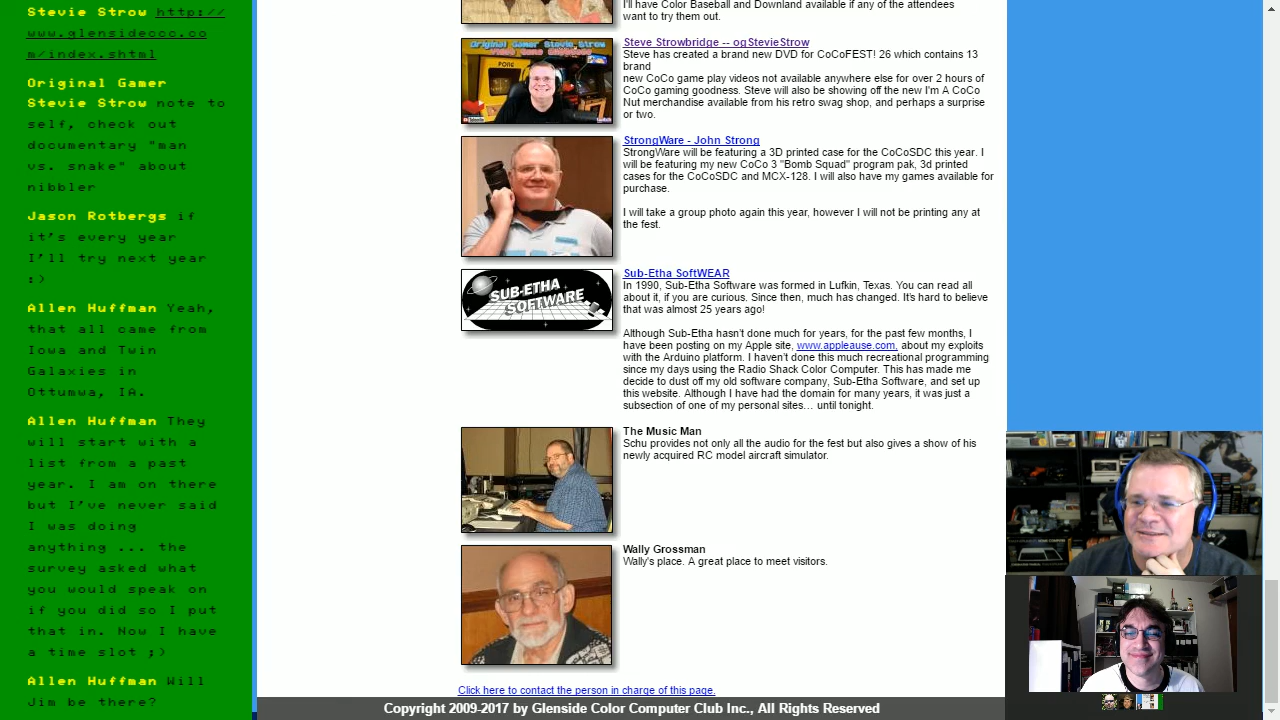 Stevie Strow http://
www.glensideccc.co
m/index.shtml
Original Gamer
Stevie Strow note to
self, check out
documentary "man
vs. snake" about
nibbler
Jason Rotbergs if
it's every year
I'll try next year
:)
Allen Huffman Yeah,
that all came from
Iowa and Twin
Galaxies in
Ottumwa, IA.
Allen Huffman They
will start with a
list from a past
year. I am on there
but I've never said
I was doing
anything ... the
survey asked what
you would speak on
if you did so I put
that in. Now I have
a time slot ;)
Allen Huffman Will
Jim be there?
I'll have Color Baseball and Downland available if any of the attendees
want to try them out.
Original Gamer Stevie Strow
PONG
Steve Strowbridge -- ogStevieStrow
Steve has created a brand new DVD for CoCoFEST! 26 which contains 13
brand
new CoCo game play videos not available anywhere else for over 2 hours of
CoCo gaming goodness. Steve will also be showing off the new I'm A CoCo
Nut merchandise available from his retro swag shop, and perhaps a surprise
or two.
StrongWare - John Strong
StrongWare will be featuring a 3D printed case for the CoCoSDC this year. I
will be featuring my new CoCo 3 "Bomb Squad" program pak, 3d printed
cases for the CoCoSDC and MCX-128. I will also have my games available for
purchase.
I will take a group photo again this year, however I will not be printing any at
the fest.
SUB-ETHA
SOFTWARE
Sub-Etha SoftWEAR
In 1990, Sub-Etha Software was formed in Lufkin, Texas. You can read all
about it, if you are curious. Since then, much has changed. It's hard to believe
that was almost 25 years ago!
Although Sub-Etha hasn't done much for years, for the past few months, I
have been posting on my Apple site, www.appleause.com, about my exploits
with the Arduino platform. I haven't done this much recreational programming
since my days using the Radio Shack Color Computer. This has made me
decide to dust off my old software company, Sub-Etha Software, and set up
this website. Although I have had the domain for many years, it was just a
subsection of one of my personal sites... until tonight.
The Music Man
Schu provides not only all the audio for the fest but also gives a show of his
newly acquired RC model aircraft simulator.
Wally Grossman
Wally's place. A great place to meet visitors.
Click here to contact the person in charge of this page.
Copyright 2009-2017 by Glenside Color Computer Club Inc., All Rights Reserved